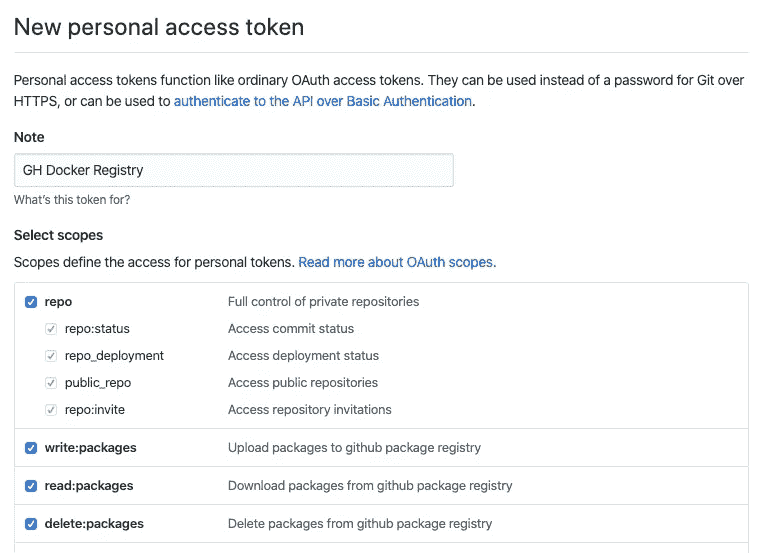 New personal access token
Personal access tokens function like ordinary OAuth access tokens. They can be used instead of a password for Git over
HTTPS, or can be used to authenticate to the API over Basic Authentication.
Note
GH Docker Registry
What's this token for?
Select scopes
Scopes define the access for personal tokens. Read more about OAuth scopes.
repo Full control of private repositories
repo:status Access commit status
repo_deployment Access deployment status
public_repo Access public repositories
repo:invite Access repository invitations
write:packages Upload packages to github package registry
read:packages Download packages from github package registry
delete:packages Delete packages from github package registry